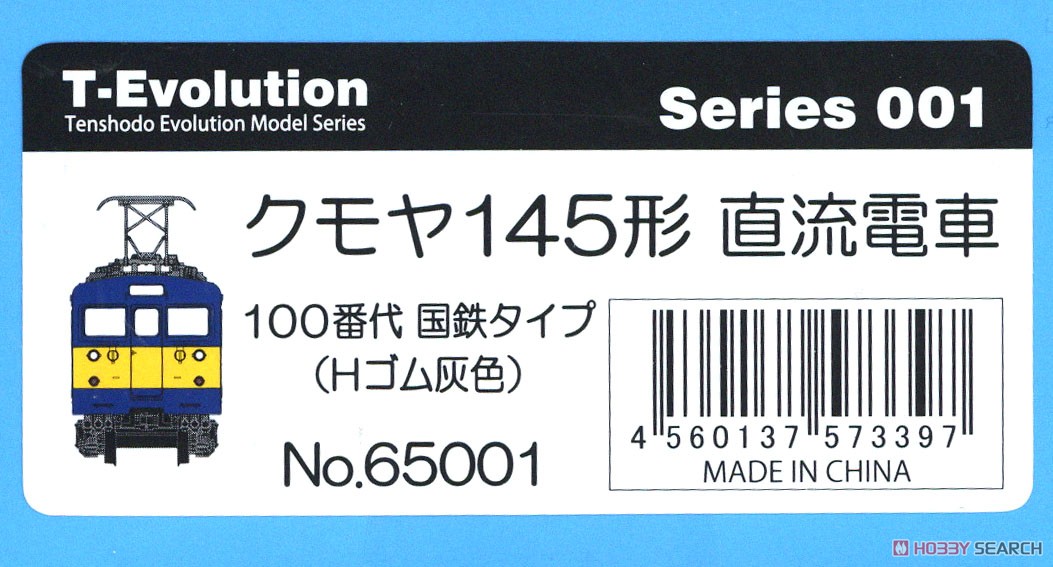 T-Evolution
Tenshodo Evolution Model Series
Series 001
クモヤ145形 直流電車
100番代 国鉄タイプ
(Hゴム灰色)
No.65001
4 560137 573397
MADE IN CHINA
HOBBY SEARCH